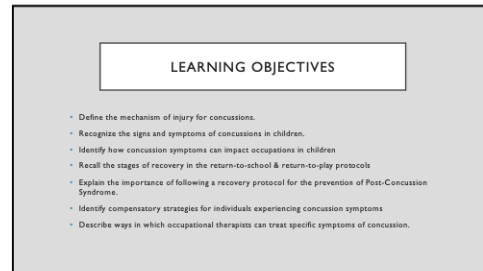 LEARNING OBJECTIVES
• Define the mechanism of injury for concussions.
• Recognize the signs and symptoms of concussions in children.
• Identify how concussion symptoms can impact occupations in children
• Recall the stages of recovery in the return-to-school & return-to-play protocols
• Explain the importance of following a recovery protocol for the prevention of Post-Concussion
Syndrome.
• Identify compensatory strategies for individuals experiencing concussion symptoms
• Describe ways in which occupational therapists can treat specific symptoms of concussion.